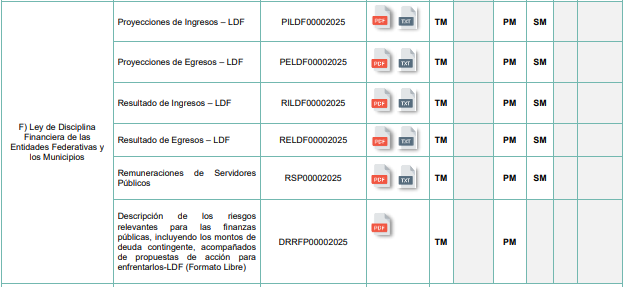 Proyecciones de Ingresos – LDF PILDF00002025 PDF TXT TM PM SM
Proyecciones de Egresos – LDF PELDF00002025 PDF TXT TM PM SM
Resultado de Ingresos – LDF RILDF00002025 PDF TXT TM PM SM
F) Ley de Disciplina
Financiera de las
Entidades Federativas y
los Municipios
Resultado de Egresos – LDF RELDF00002025 PDF TXT TM PM SM
Remuneraciones de Servidores
Públicos
RSP00002025 PDF TXT TM PM SM
Descripción de los riesgos
relevantes para las finanzas
públicas, incluyendo los montos de
deuda contingente, acompañados
de propuestas de acción para
enfrentarlos-LDF (Formato Libre)
DRRFP00002025 PDF TM PM